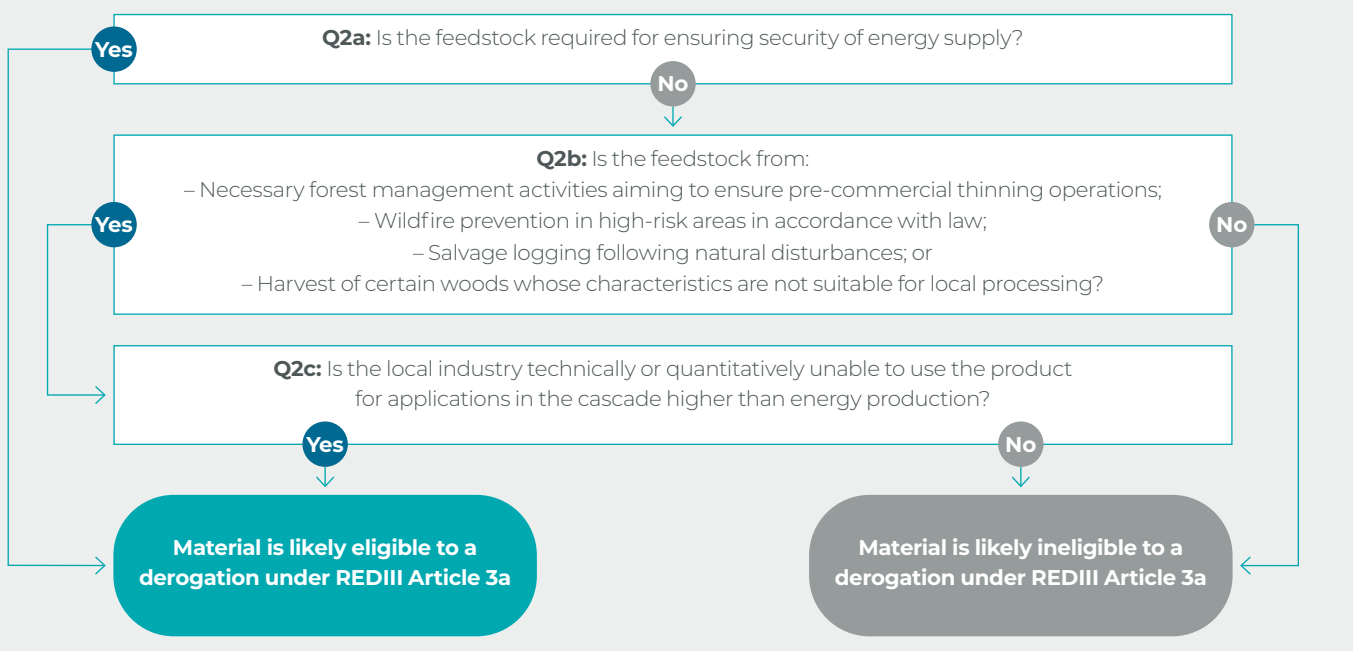 Q2a: Is the feedstock required for ensuring security of energy supply?
Yes
No
Q2b: Is the feedstock from:
– Necessary forest management activities aiming to ensure pre-commercial thinning operations;
– Wildfire prevention in high-risk areas in accordance with law;
– Salvage logging following natural disturbances; or
– Harvest of certain woods whose characteristics are not suitable for local processing?
Yes
No
Q2c: Is the local industry technically or quantitatively unable to use the product
for applications in the cascade higher than energy production?
Yes
No
Material is likely eligible to a
derogation under REDIII Article 3a
Material is likely ineligible to a
derogation under REDIII Article 3a